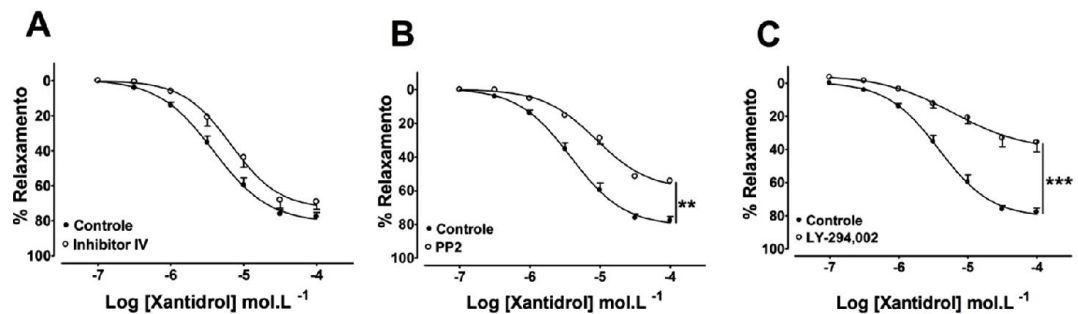 A
% Relaxamento
0
20
40
60
80
100
Controle
Inhibitor IV
-7 -6 -5 -4
Log [Xantidrol] mol.L -1
B
% Relaxamento
0
20
40
60
80
100
**
Controle
PP2
-7 -6 -5 -4
Log [Xantidrol] mol.L -1
C
% Relaxamento
0
20
40
60
80
100
***
Controle
LY-294,002
-7 -6 -5 -4
Log [Xantidrol] mol.L -1